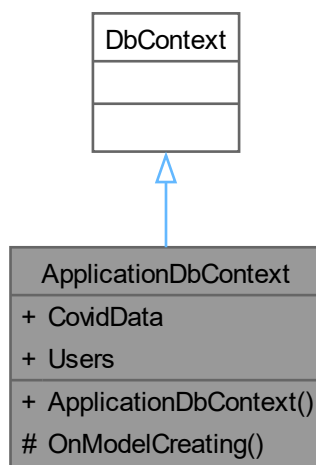 DbContext
ApplicationDbContext
+ CovidData
+ Users
+ ApplicationDbContext()
# OnModelCreating()